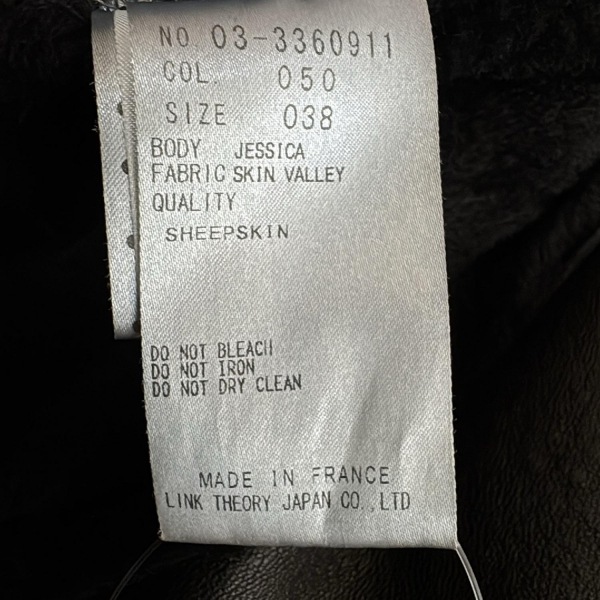 NO. 03-3360911
COL. 050
SIZE 038
BODY JESSICA
FABRIC SKIN VALLEY
QUALITY
SHEEPSKIN
DO NOT BLEACH
DO NOT IRON
DO NOT DRY CLEAN
MADE IN FRANCE
LINK THEORY JAPAN CO.,LTD